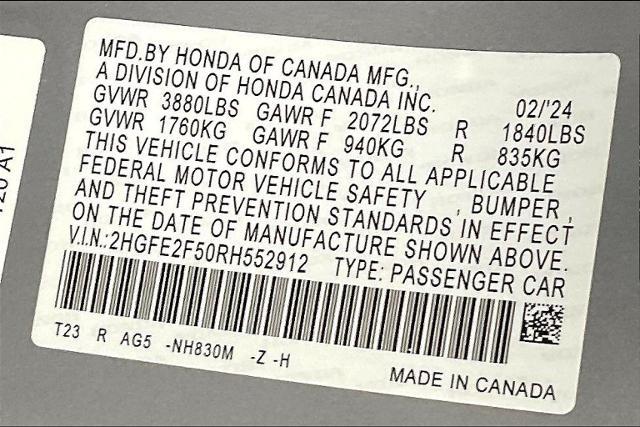 MFD.BY HONDA OF CANADA MFG.,
A DIVISION OF HONDA CANADA INC. 02/'24
GVWR 3880LBS GAWR F 2072LBS R 1840LBS
GVWR 1760KG GAWR F 940KG R 835KG
THIS VEHICLE CONFORMS TO ALL APPLICABLE
FEDERAL MOTOR VEHICLE SAFETY , BUMPER,
AND THEFT PREVENTION STANDARDS IN EFFECT
ON THE DATE OF MANUFACTURE SHOWN ABOVE.
V.I.N.:2HGFE2F50RH552912 TYPE: PASSENGER CAR
T23 R AG5 -NH830M -Z -H
MADE IN CANADA